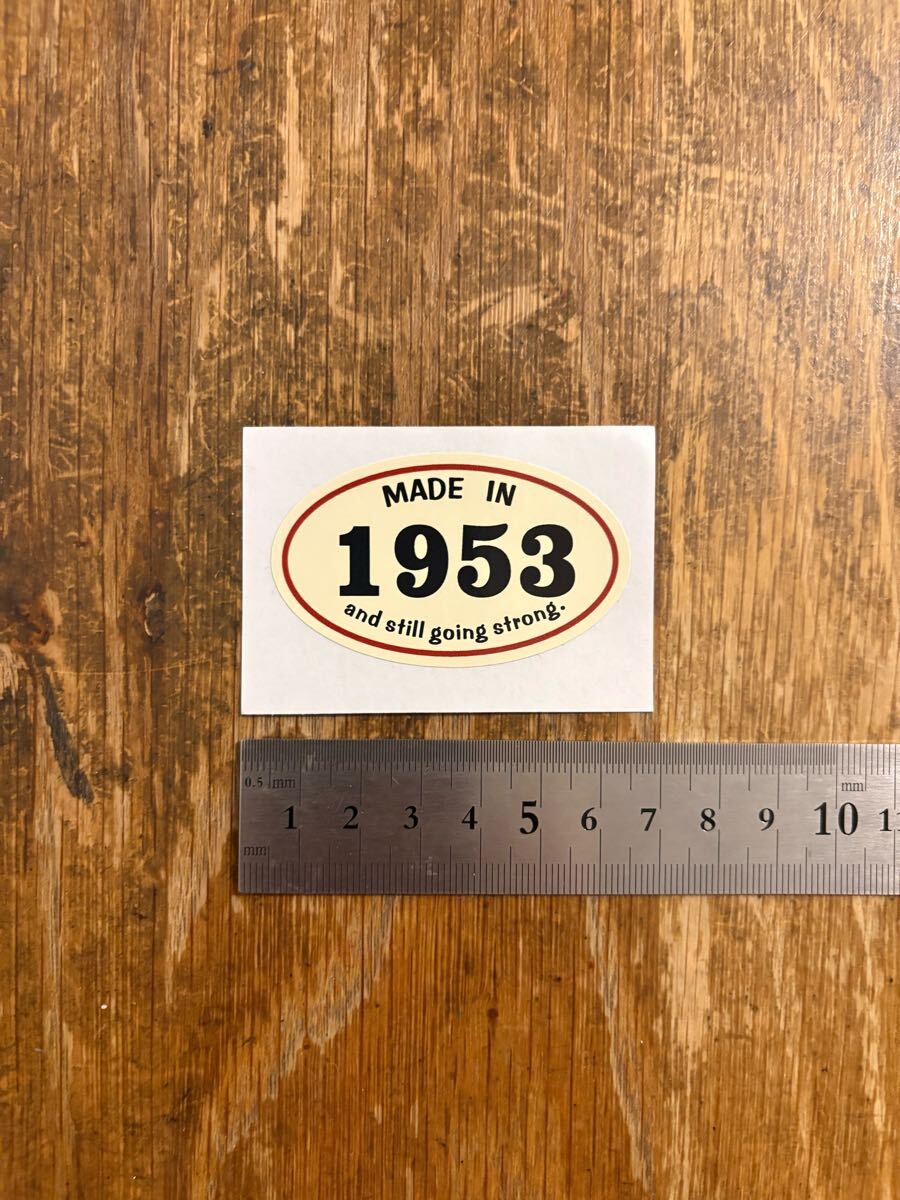 MADE IN
1953
and still going strong.
0.5 mm
mm
1 2 3 4 5 6 7 8 9 10 11
mm